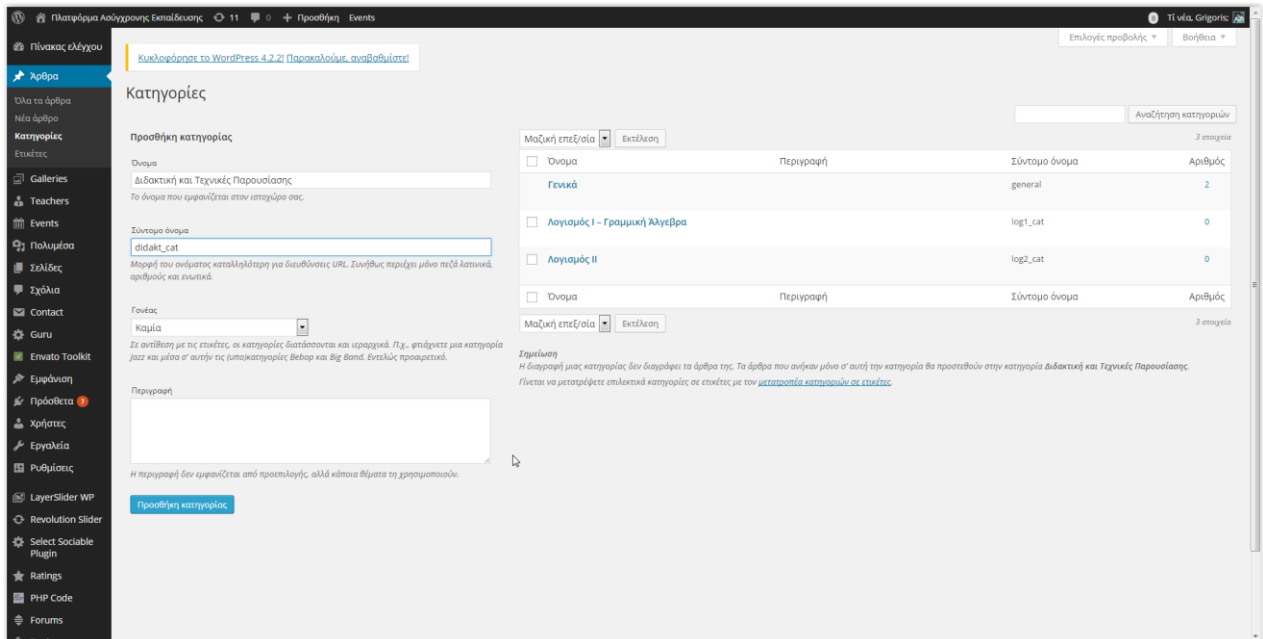 Πλατφόρμα Ασύγχρονης Εκπαίδευσης 11 0 + Προσθήκη Events
0 Τί νέα, Grigoris;
Επιλογές προβολής Βοήθεια
Πίνακας ελέγχου
Άρθρα
Όλα τα άρθρα
Νέα άρθρο
Κατηγορίες
Ετικέτες
Galleries
Teachers
Events
Πολυμέσα
Σελίδες
Σχόλια
Contact
Guru
Envato Toolkit
Εμφάνιση
Πρόσθετα 7
Χρήστες
Εργαλεία
Ρυθμίσεις
LayerSlider WP
Revolution Slider
Select Sociable
Plugin
Ratings
PHP Code
Forums
Κυκλοφόρησε το WordPress 4.2.2! Παρακαλούμε, αναβαθμίστε!
Κατηγορίες
Προσθήκη κατηγορίας
Όνομα
Διδακτική και Τεχνικές Παρουσίασης
Το όνομα που εμφανίζεται στον ιστοχώρο σας.
Σύντομο όνομα
didakt_cat
Μορφή του ονόματος καταλληλότερη για διευθύνσεις URL. Συνήθως περιέχει μόνο πεζά λατινικά,
αριθμούς και ενωτικά.
Γονέας
Καμία
Σε αντίθεση με τις ετικέτες, οι κατηγορίες διατάσσονται και ιεραρχικά. Π.χ., φτιάχνετε μια κατηγορία
Jazz και μέσα σ' αυτήν τις (υπο)κατηγορίες Bebop και Big Band. Εντελώς προαιρετικό.
Περιγραφή
Η περιγραφή δεν εμφανίζεται από προεπιλογής, αλλά κάποια θέματα τη χρησιμοποιούν.
Προσθήκη κατηγορίας
Αναζήτηση κατηγοριών
Μαζική επεξ/σία Εκτέλεση 3 στοιχεία
Όνομα Περιγραφή Σύντομο όνομα Αριθμός
Γενικά general 2
Λογισμός Ι – Γραμμική Άλγεβρα log1_cat 0
Λογισμός ΙΙ log2_cat 0
Όνομα Περιγραφή Σύντομο όνομα Αριθμός
Μαζική επεξ/σία Εκτέλεση 3 στοιχεία
Σημείωση
Η διαγραφή μιας κατηγορίας δεν διαγράφει τα άρθρα της. Τα άρθρα που ανήκαν μόνο σ' αυτή την κατηγορία θα προστεθούν στην κατηγορία Διδακτική και Τεχνικές Παρουσίασης.
Γίνεται να μετατρέψετε επιλεκτικά κατηγορίες σε ετικέτες με τον μετατροπέα κατηγοριών σε ετικέτες.